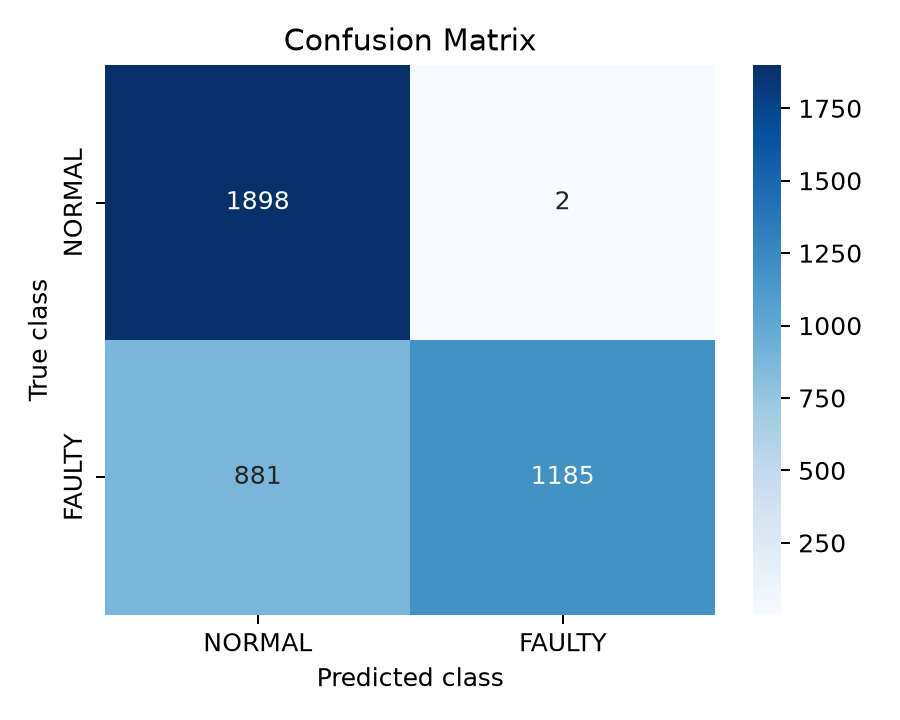 Confusion Matrix
True class
NORMAL
FAULTY
1898
2
881
1185
NORMAL
FAULTY
Predicted class
1750
1500
1250
1000
750
500
250